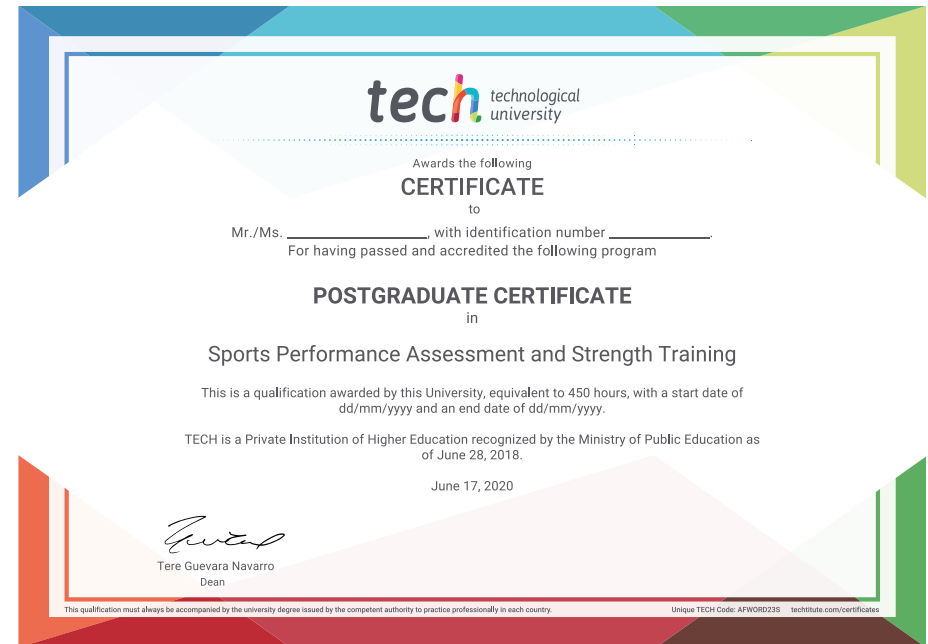 tech technological
university
Awards the following
CERTIFICATE
to
Mr./Ms. ____________________, with identification number ______________.
For having passed and accredited the following program
POSTGRADUATE CERTIFICATE
in
Sports Performance Assessment and Strength Training
This is a qualification awarded by this University, equivalent to 450 hours, with a start date of
dd/mm/yyyy and an end date of dd/mm/yyyy.
TECH is a Private Institution of Higher Education recognized by the Ministry of Public Education as
of June 28, 2018.
June 17, 2020
Tere Guevara Navarro
Dean
This qualification must always be accompanied by the university degree issued by the competent authority to practice professionally in each country. Unique TECH Code: AFWORD23S techtitute.com/certificates